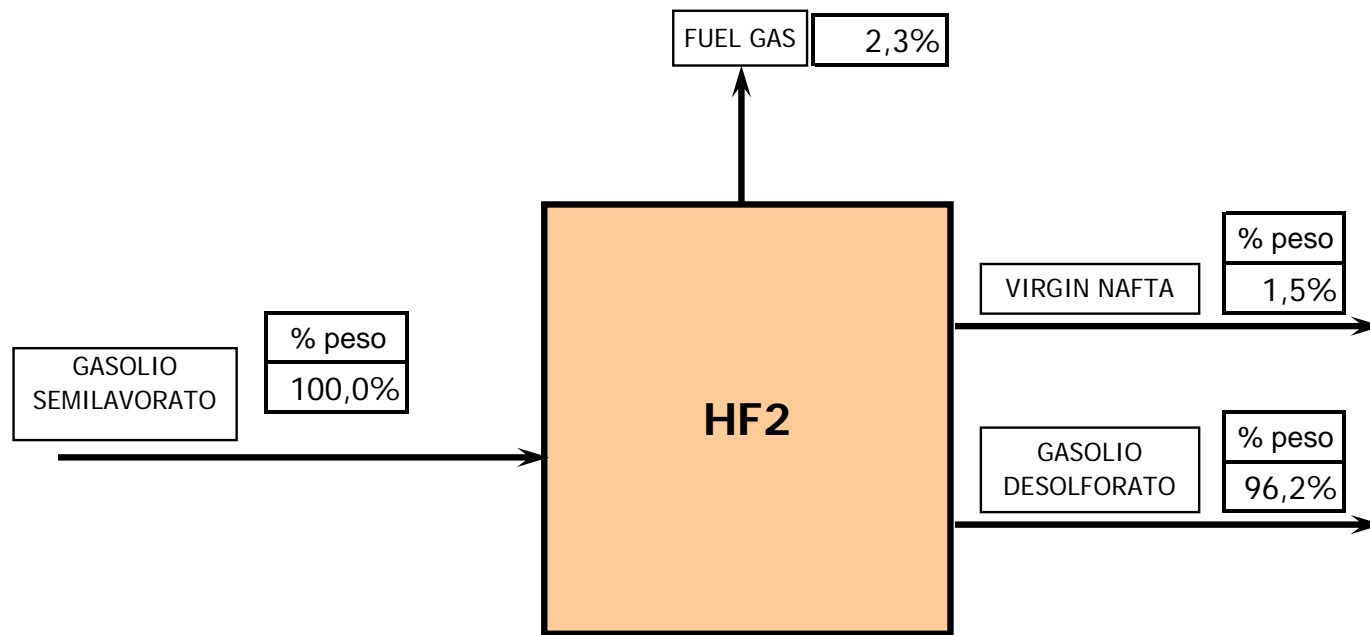 FUEL GAS
2,3%
% peso
VIRGIN NAFTA
1,5%
% peso
GASOLIO
SEMILAVORATO
100,0%
HF2
% peso
GASOLIO
DESOLFORATO
96,2%